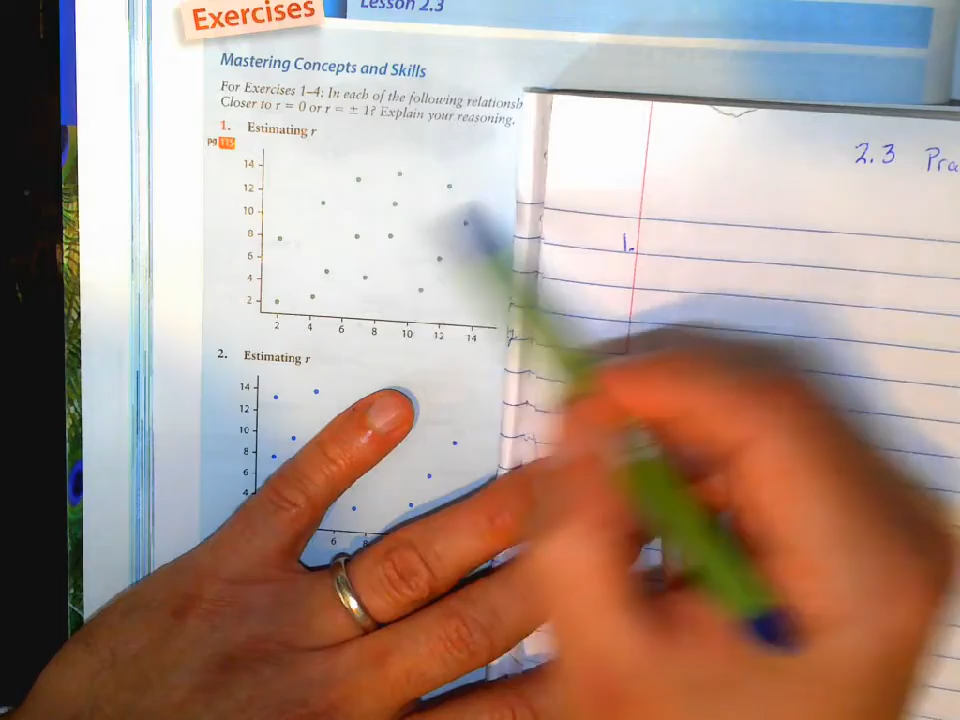 Lesson 2.3
Exercises
Mastering Concepts and Skills
For Exercises 1–4: In each of the following relationsh
Closer to r = 0 or r = ± 1? Explain your reasoning.
1. Estimating r
pg 115
14
12
10
8
6
4
2
2 4 6 8 10 12 14
2. Estimating r
14
12
10
8
6
4
6 8
2.3 Pra
1.